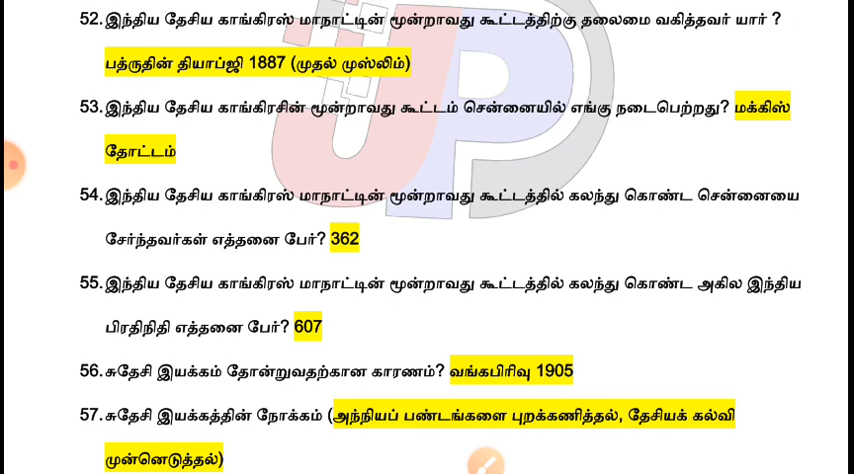 52.இந்திய தேசிய காங்கிரஸ் மாநாட்டின் மூன்றாவது கூட்டத்திற்கு தலைமை வகித்தவர் யார் ?
பத்ருதின் தியாப்ஜி 1887 (முதல் முஸ்லிம்)
53.இந்திய தேசிய காங்கிரசின் மூன்றாவது கூட்டம் சென்னையில் எங்கு நடைபெற்றது? மக்கிஸ்
தோட்டம்
54.இந்திய தேசிய காங்கிரஸ் மாநாட்டின் மூன்றாவது கூட்டத்தில் கலந்து கொண்ட சென்னையை
சேர்ந்தவர்கள் எத்தனை பேர்? 362
55.இந்திய தேசிய காங்கிரஸ் மாநாட்டின் மூன்றாவது கூட்டத்தில் கலந்து கொண்ட அகில இந்திய
பிரதிநிதி எத்தனை பேர்? 607
56.சுதேசி இயக்கம் தோன்றுவதற்கான காரணம்? வங்கபிரிவு 1905
57.சுதேசி இயக்கத்தின் நோக்கம் (அந்நியப் பண்டங்களை புறக்கணித்தல், தேசியக் கல்வி
முன்னெடுத்தல்)